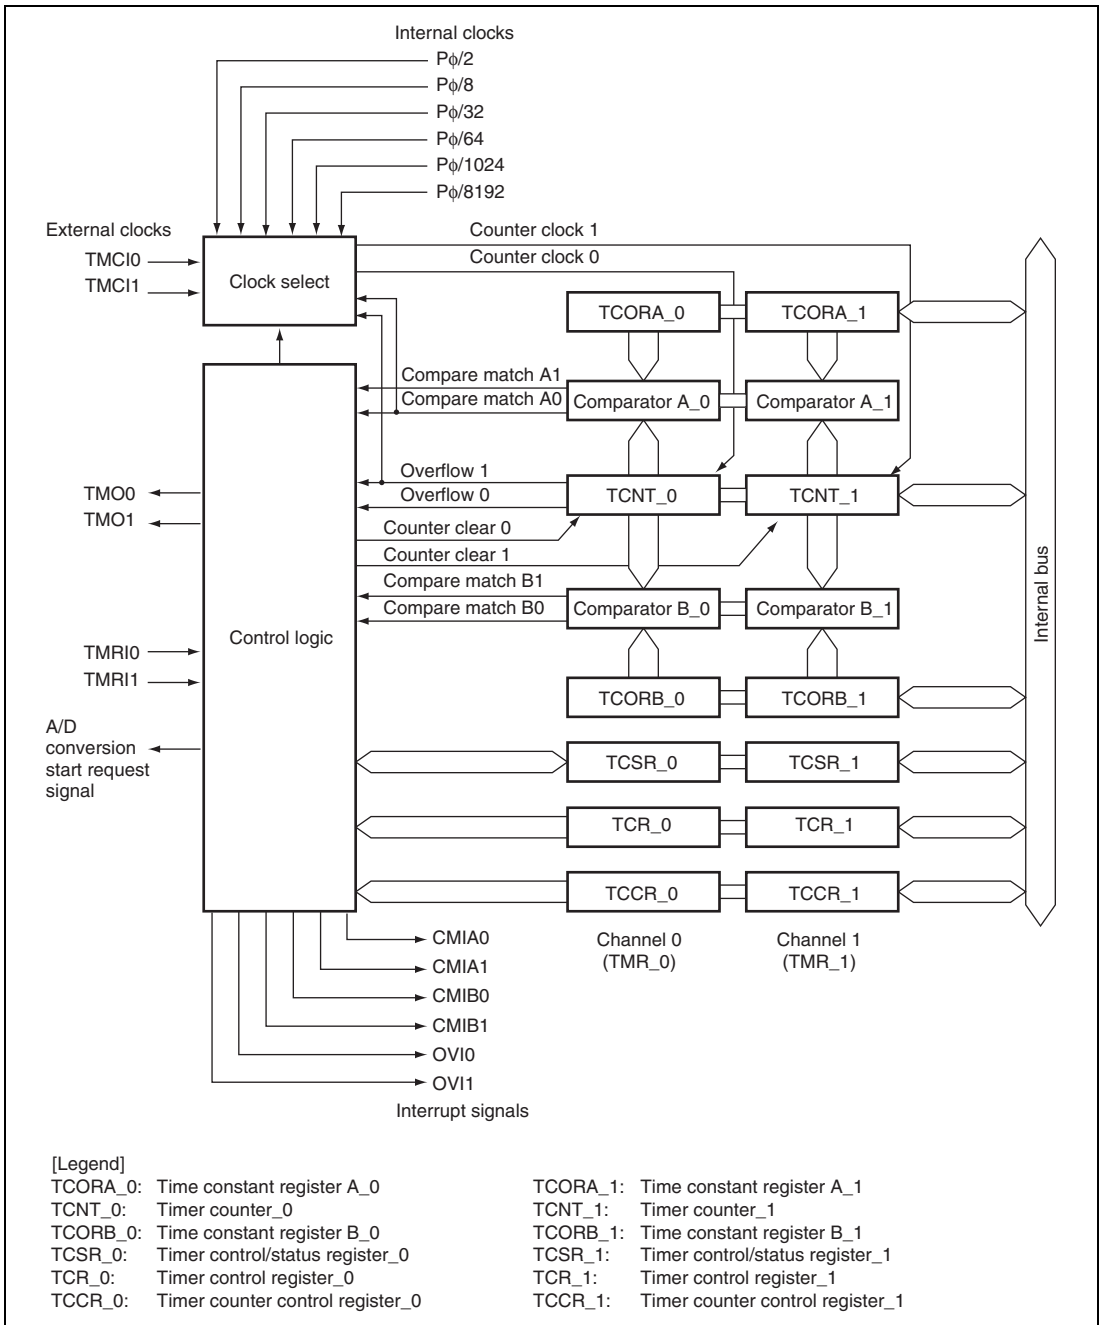 Internal clocks
Pϕ/2
Pϕ/8
Pϕ/32
Pϕ/64
Pϕ/1024
Pϕ/8192
External clocks
TMCI0
TMCI1
Clock select
Counter clock 1
Counter clock 0
TCORA_0
TCORA_1
Compare match A1
Compare match A0
Comparator A_0
Comparator A_1
Overflow 1
Overflow 0
TCNT_0
TCNT_1
TMO0
TMO1
Counter clear 0
Counter clear 1
Compare match B1
Compare match B0
Comparator B_0
Comparator B_1
Control logic
Internal bus
TMRI0
TMRI1
TCORB_0
TCORB_1
A/D
conversion
start request
signal
TCSR_0
TCSR_1
TCR_0
TCR_1
TCCR_0
TCCR_1
Channel 0
(TMR_0)
Channel 1
(TMR_1)
CMIA0
CMIA1
CMIB0
CMIB1
OVI0
OVI1
Interrupt signals
[Legend]
TCORA_0: Time constant register A_0
TCNT_0: Timer counter_0
TCORB_0: Time constant register B_0
TCSR_0: Timer control/status register_0
TCR_0: Timer control register_0
TCCR_0: Timer counter control register_0
TCORA_1: Time constant register A_1
TCNT_1: Timer counter_1
TCORB_1: Time constant register B_1
TCSR_1: Timer control/status register_1
TCR_1: Timer control register_1
TCCR_1: Timer counter control register_1